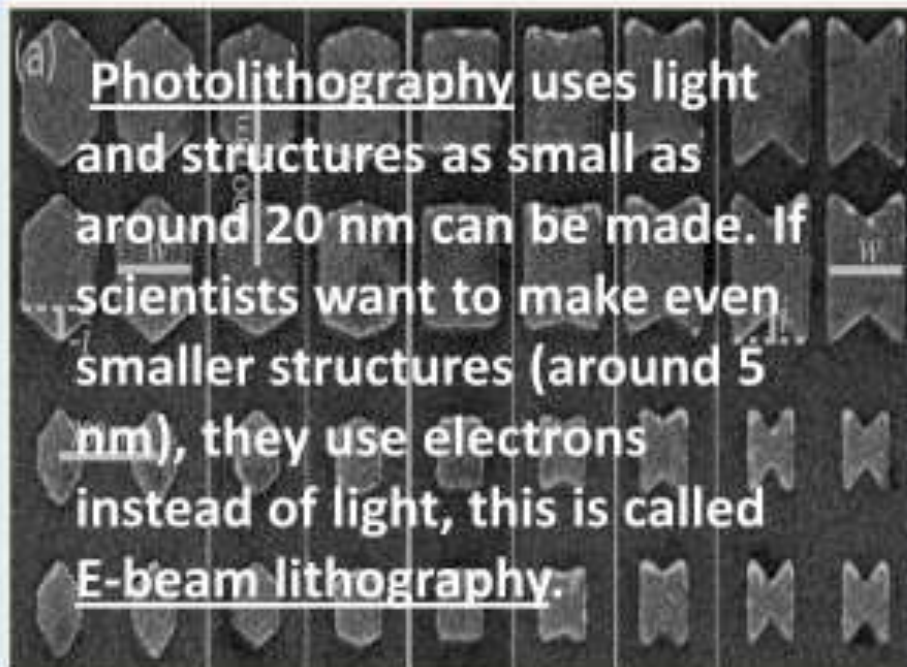 (a)
Photolithography uses light
and structures as small as
around 20 nm can be made. If
scientists want to make even
smaller structures (around 5
nm), they use electrons
instead of light, this is called
E-beam lithography.
W